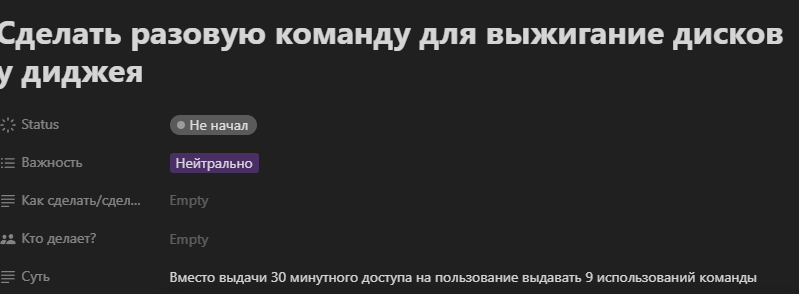 Сделать разовую команду для выжигание дисков
у диджея
Status Не начал
Важность Нейтрально
Как сделать/сдел... Empty
Кто делает? Empty
Суть Вместо выдачи 30 минутного доступа на пользование выдавать 9 использований команды